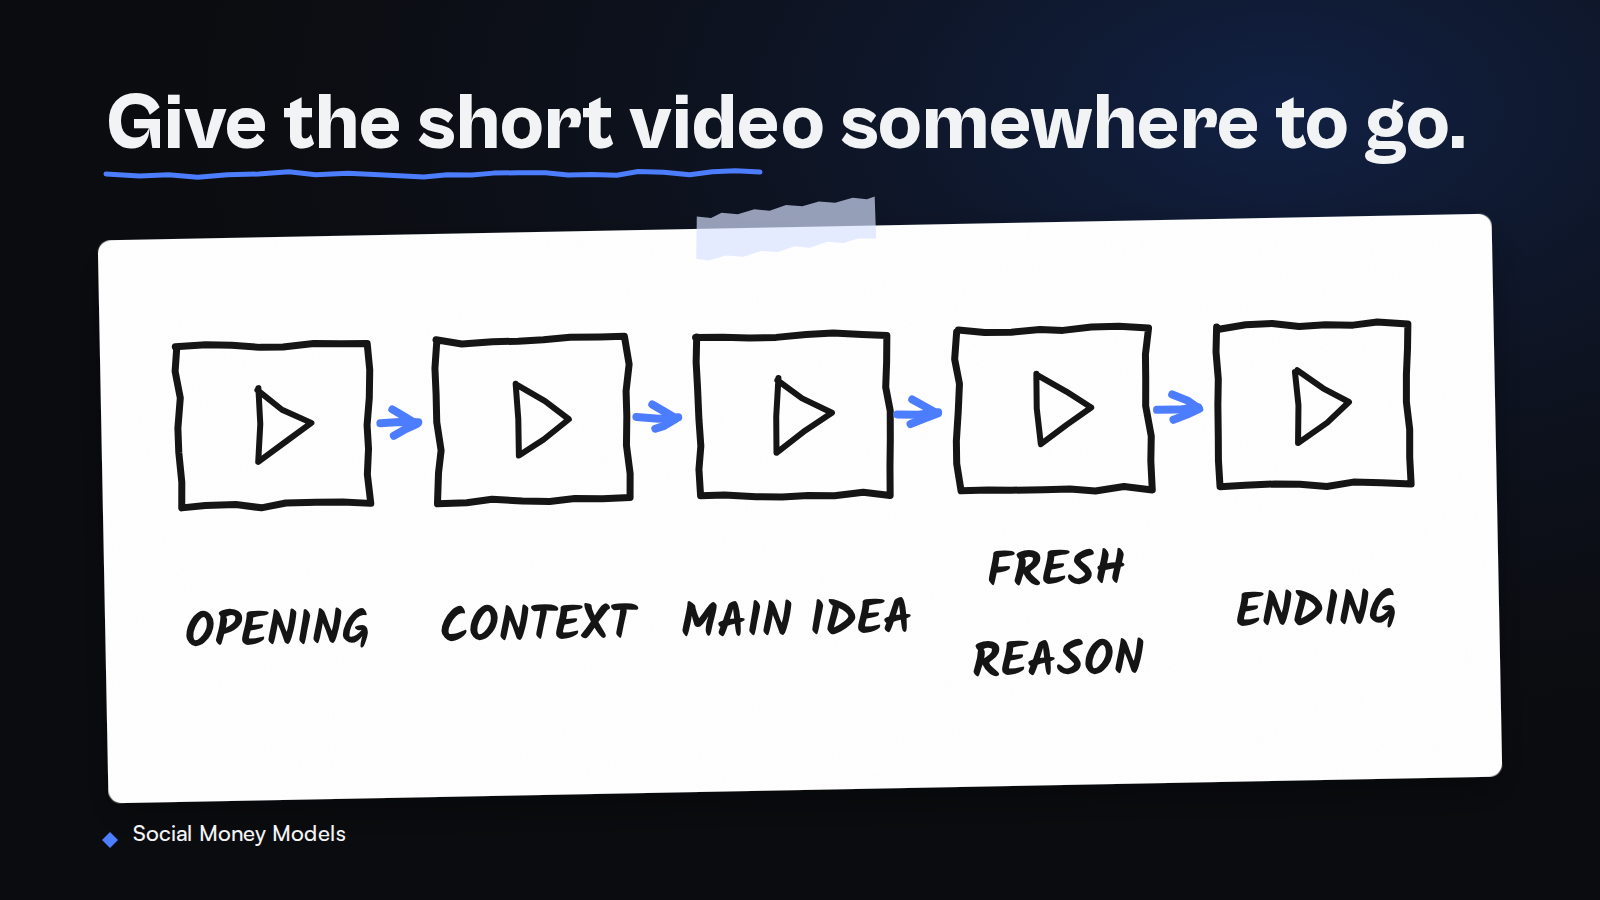 Give the short video somewhere to go.
OPENING
CONTEXT
MAIN IDEA
FRESH
REASON
ENDING
Social Money Models